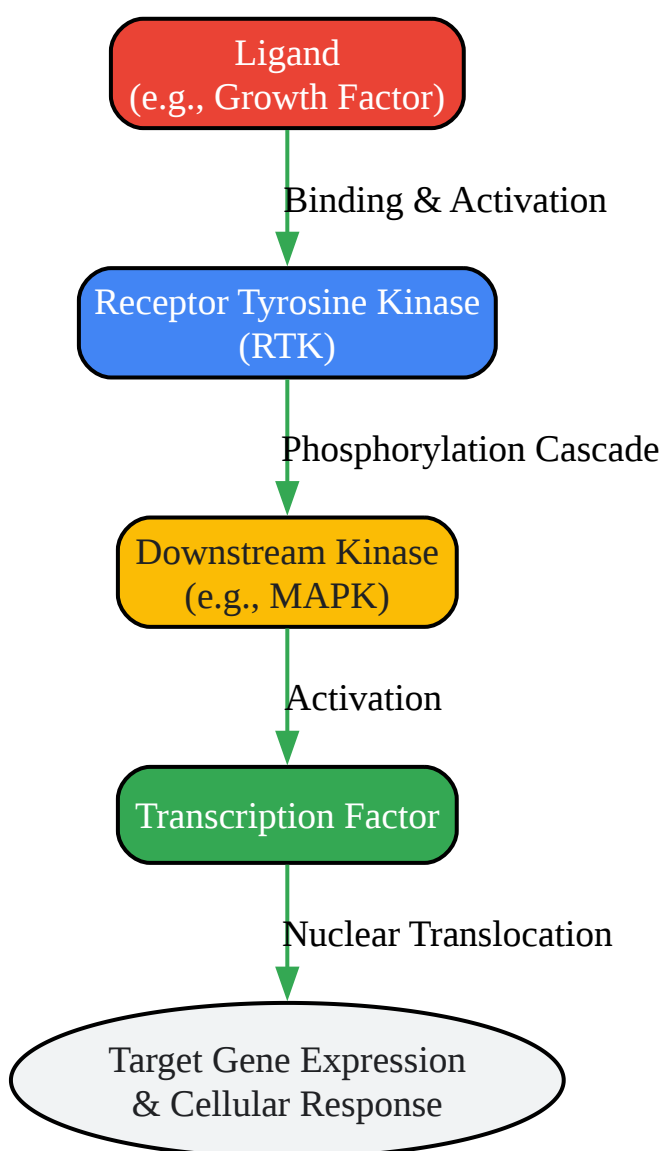 Ligand
(e.g., Growth Factor)
Binding & Activation
Receptor Tyrosine Kinase
(RTK)
Phosphorylation Cascade
Downstream Kinase
(e.g., MAPK)
Activation
Transcription Factor
Nuclear Translocation
Target Gene Expression
& Cellular Response